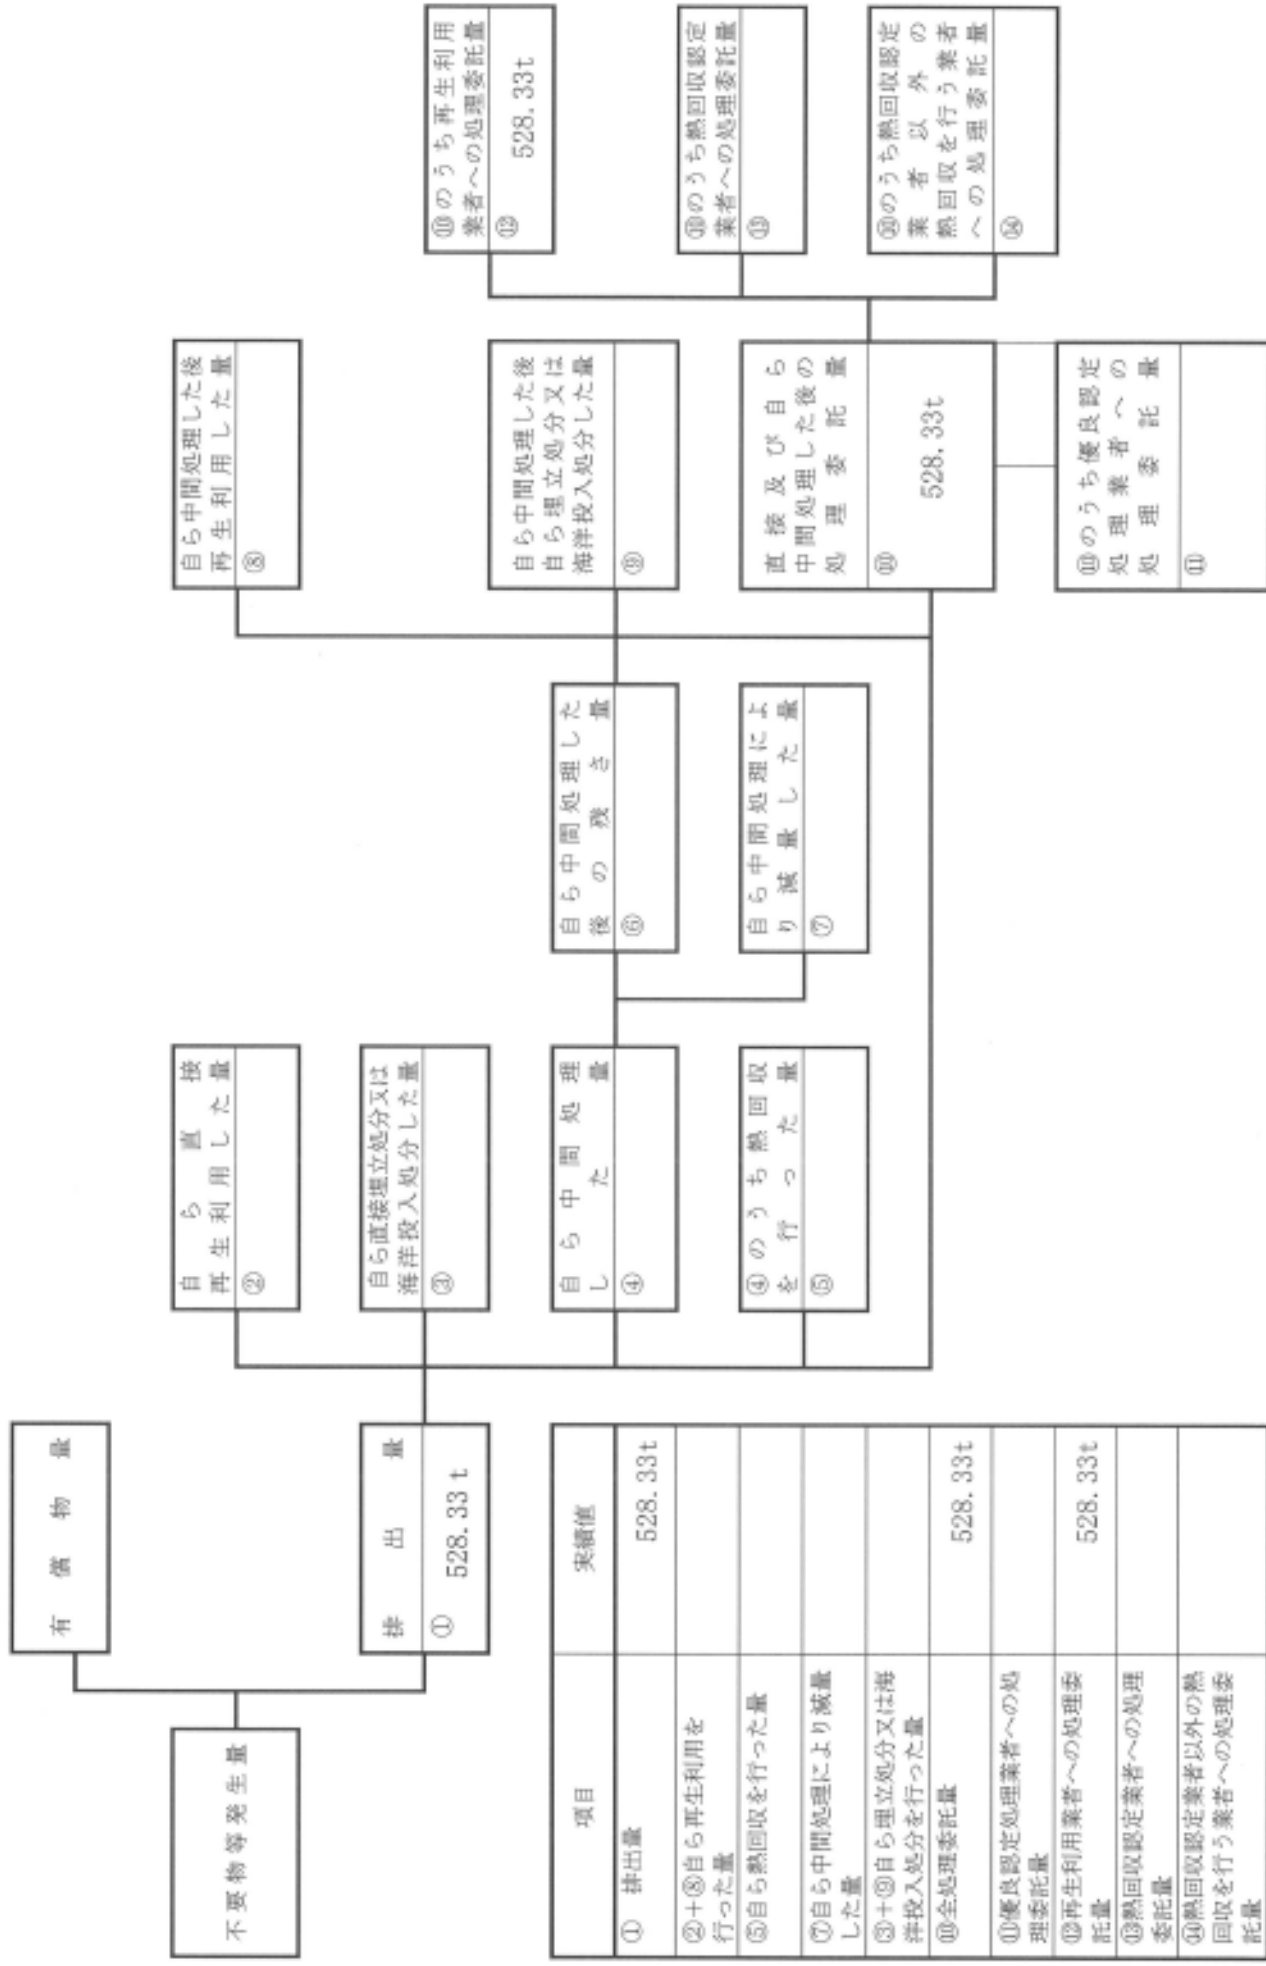 不要物等発生量
有償物量
排出量
① 528.33 t
自ら直接
再生利用した量
②
自ら直接埋立処分又は
海洋投入処分した量
③
自ら中間処理
した量
④
④のうち熱回収
を行った量
⑤
自ら中間処理した
後の残さ量
⑥
自ら中間処理によ
り減量した量
⑦
自ら中間処理した後
再生利用した量
⑧
自ら中間処理した後
自ら埋立処分又は
海洋投入処分した量
⑨
直接及び自ら
中間処理した後の
処理委託量
⑩
528.33t
⑩のうち優良認定
処理業者への
処理委託量
⑪
⑩のうち再生利用
業者への処理委託量
⑫
528.33t
⑩のうち熱回収認定
業者への処理委託量
⑬
⑩のうち熱回収認定
業者以外の
熱回収を行う業者
への処理委託量
⑭
項目 実績値
① 排出量 528.33t
②+⑧自ら再生利用を
行った量
⑤自ら熱回収を行った量
⑦自ら中間処理により減量
した量
③+⑨自ら埋立処分又は海
洋投入処分を行った量
⑩全処理委託量 528.33t
⑪優良認定処理業者への処
理委託量
⑫再生利用業者への処理委
託量 528.33t
⑬熱回収認定業者への処理
委託量
⑭熱回収認定業者以外の熱
回収を行う業者への処理委
託量